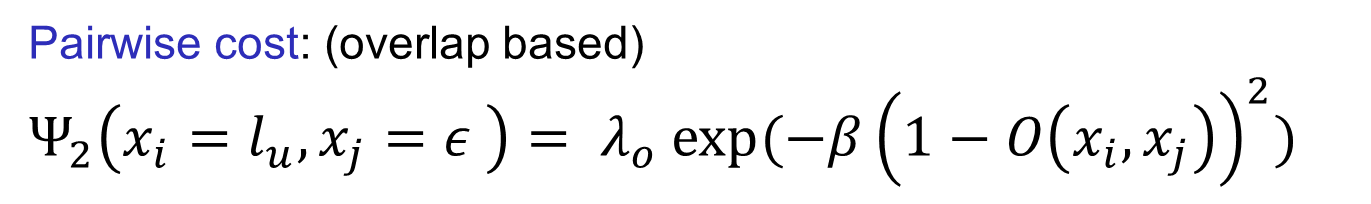 Pairwise cost: (overlap based)
Ψ₂(xᵢ = lᵤ, xⱼ = ϵ ) = λₒ exp(−β (1 − O(xᵢ, xⱼ))²)